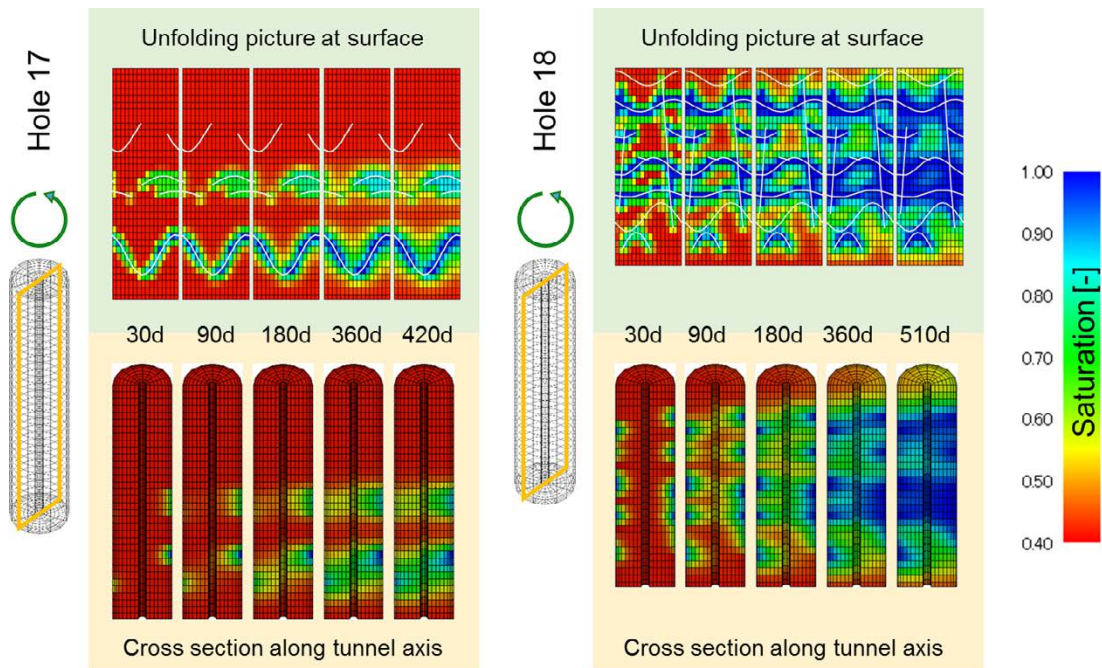 Hole 17
Unfolding picture at surface
30d 90d 180d 360d 420d
Cross section along tunnel axis
Hole 18
Unfolding picture at surface
30d 90d 180d 360d 510d
Cross section along tunnel axis
Saturation [-]
1.00
0.90
0.80
0.70
0.60
0.50
0.40